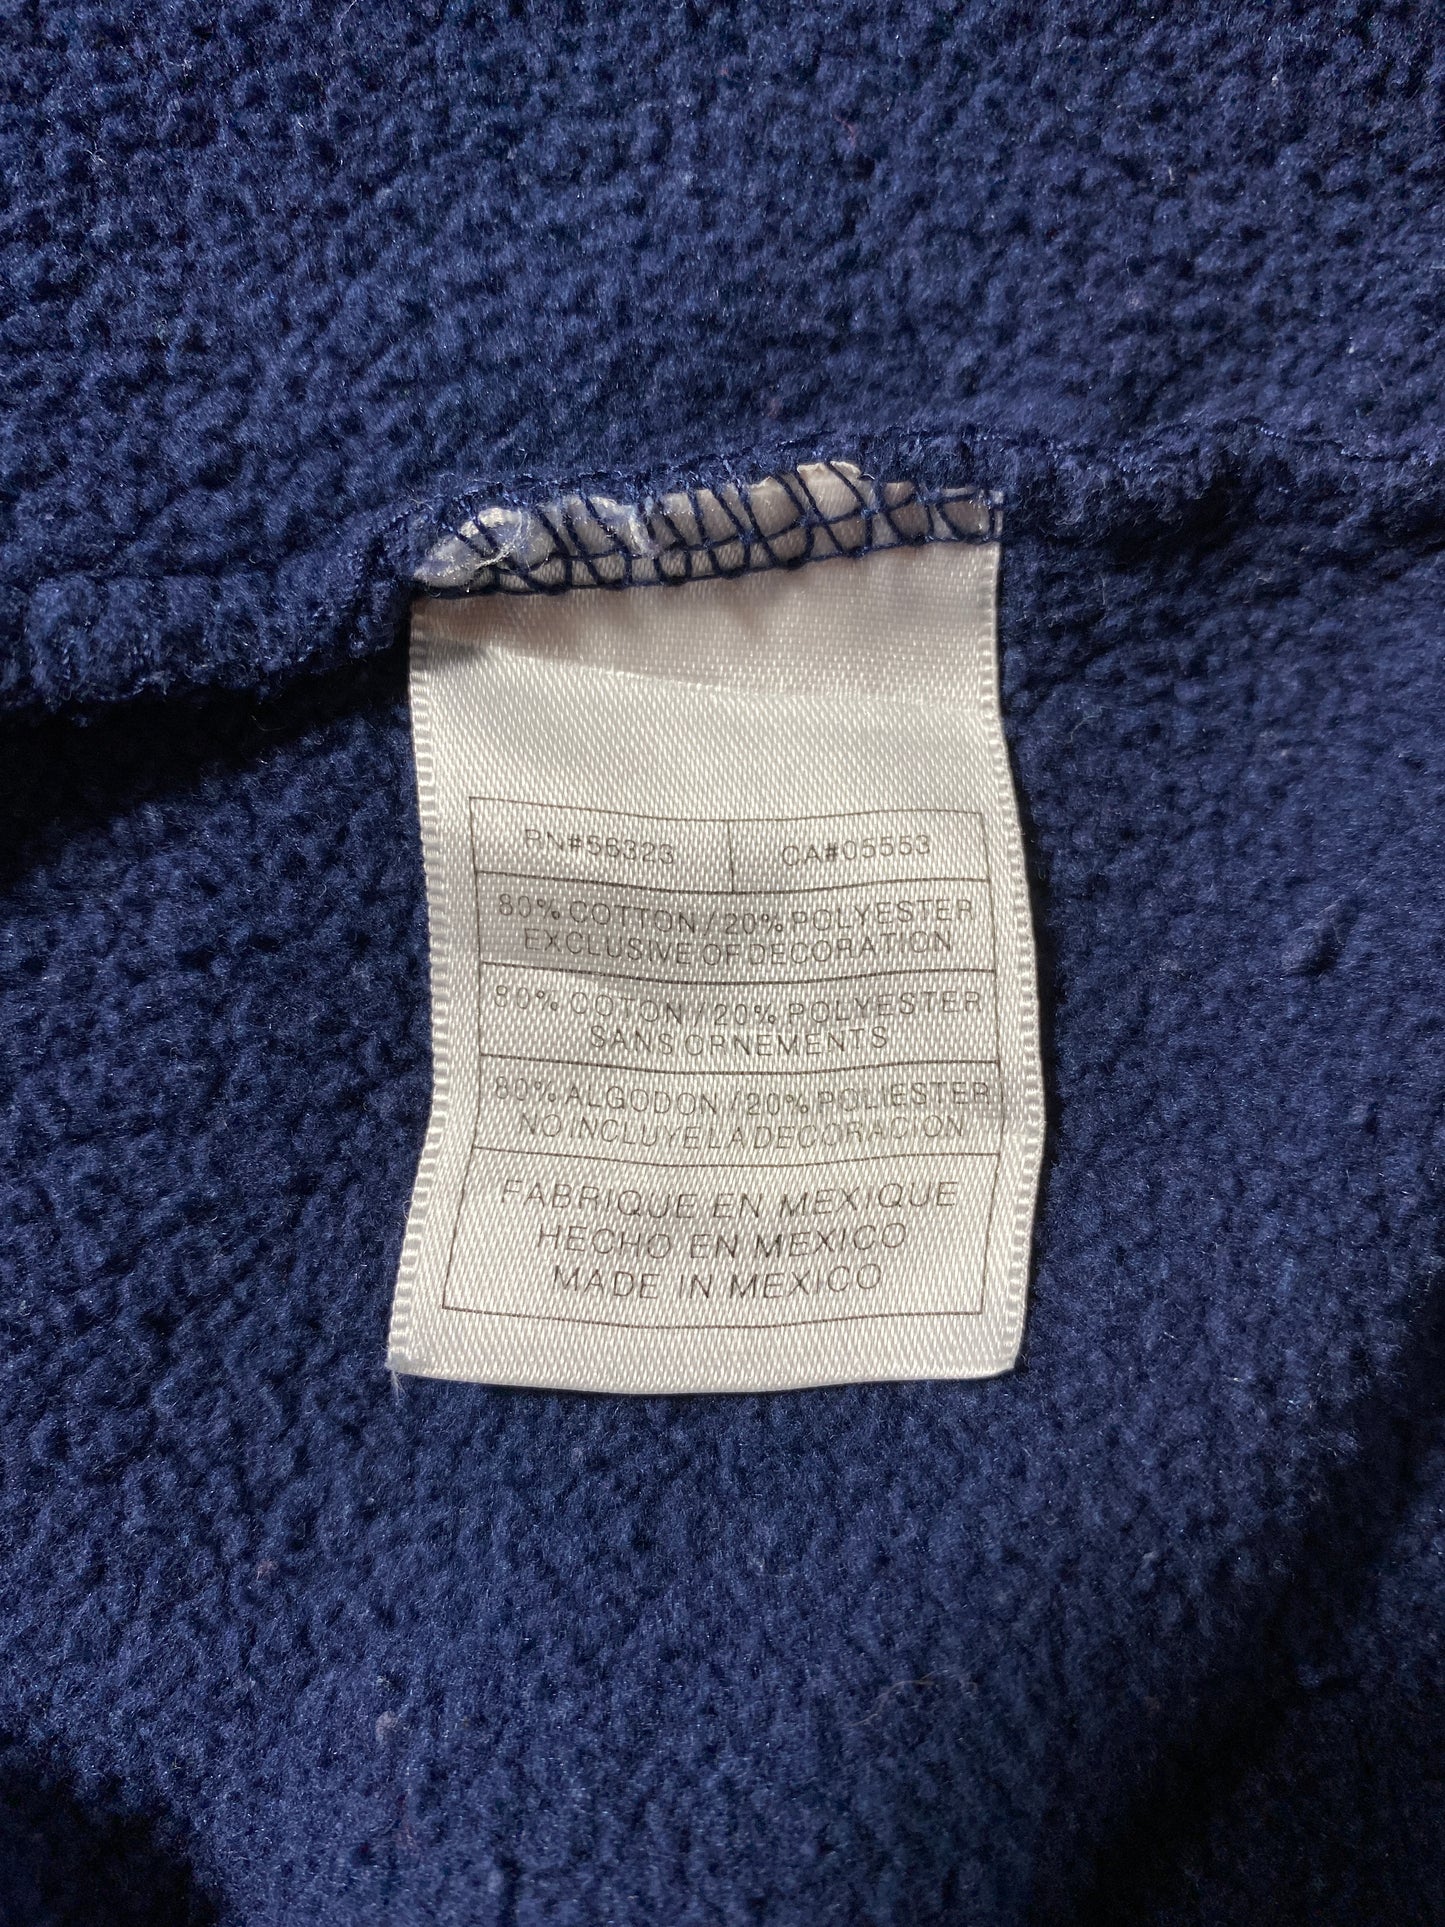 RN#56323 CA#05553
80% COTTON / 20% POLYESTER
EXCLUSIVE OF DECORATION
80% COTON / 20% POLYESTER
SANS ORNEMENTS
80% ALGODON / 20% POLIESTER
NO INCLUYE LA DECORACION
FABRIQUE EN MEXIQUE
HECHO EN MEXICO
MADE IN MEXICO